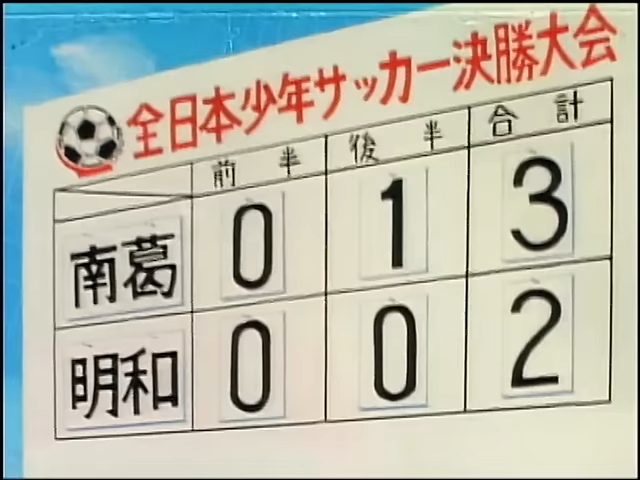 全日本少年サッカー決勝大会
前半 後半 合計
南葛 0 1 3
明和 0 0 2